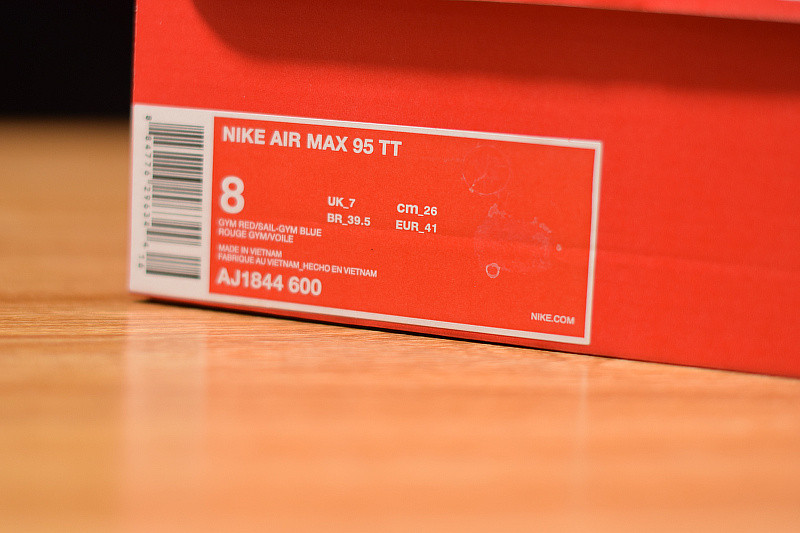 NIKE AIR MAX 95 TT
8
UK_7 cm_26
BR_39.5 EUR_41
GYM RED/SAIL-GYM BLUE
ROUGE GYM/VOILE
MADE IN VIETNAM
FABRIQUE AU VIETNAM_HECHO EN VIETNAM
AJ1844 600
NIKE.COM